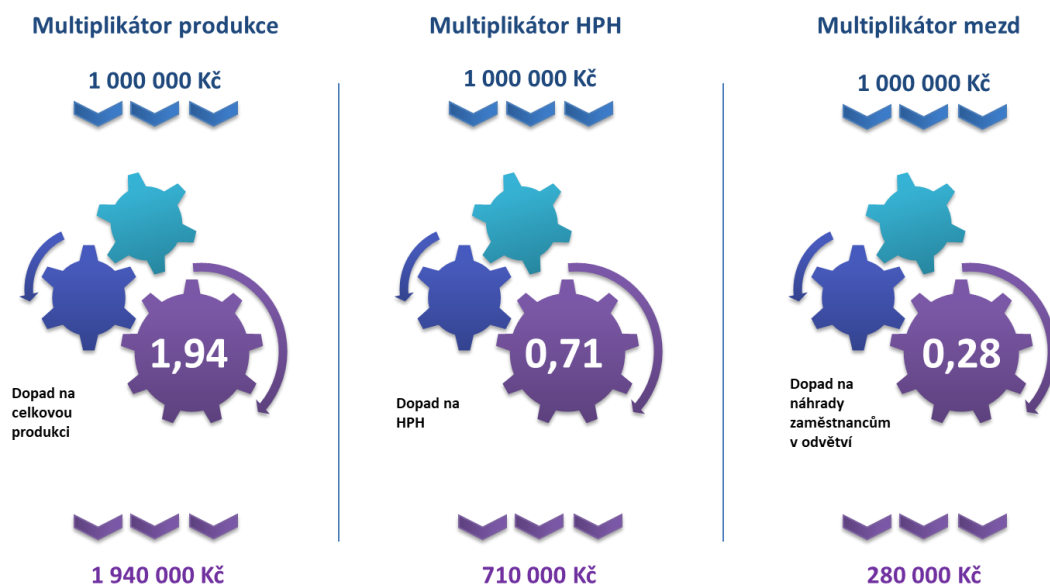 Multiplikátor produkce
1 000 000 Kč
1,94
Dopad na
celkovou
produkci
1 940 000 Kč
Multiplikátor HPH
1 000 000 Kč
0,71
Dopad na
HPH
710 000 Kč
Multiplikátor mezd
1 000 000 Kč
0,28
Dopad na
náhrady
zaměstnancům
v odvětví
280 000 Kč